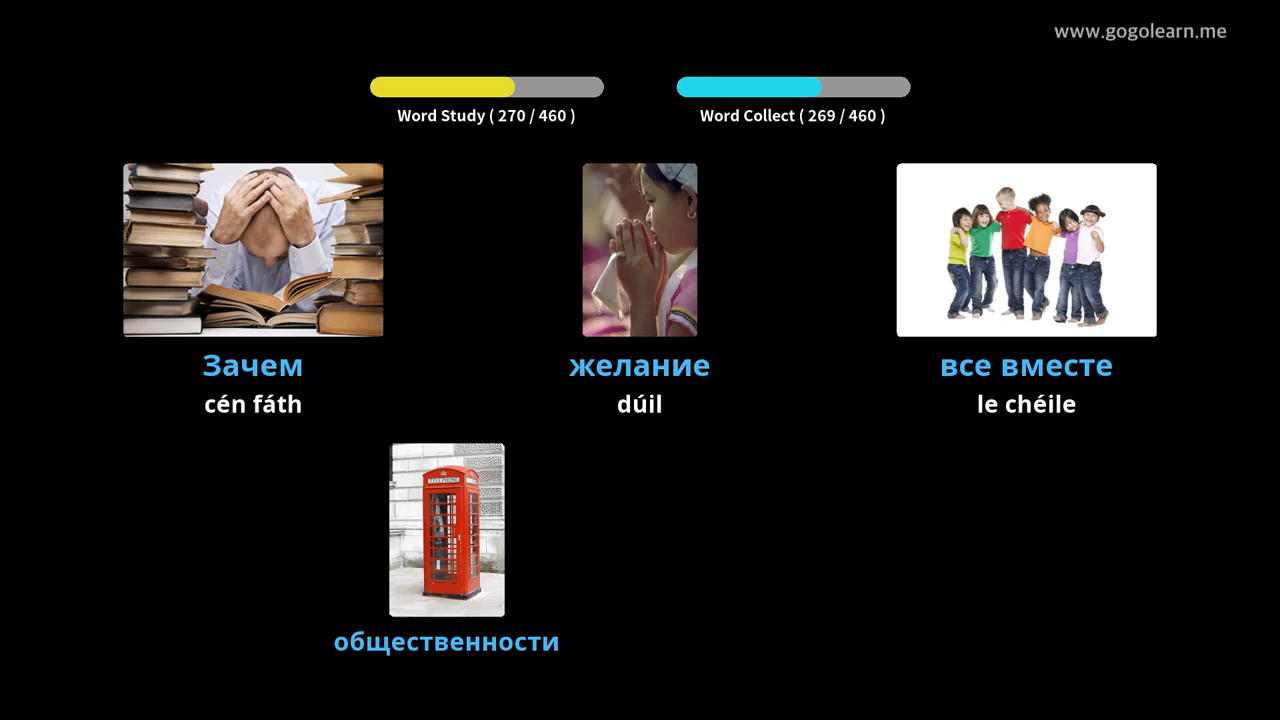 www.gogolearn.me
Word Study ( 270 / 460 )
Word Collect ( 269 / 460 )
Зачем
cén fáth
желание
dúil
все вместе
le chéile
TELEPHONE
общественности